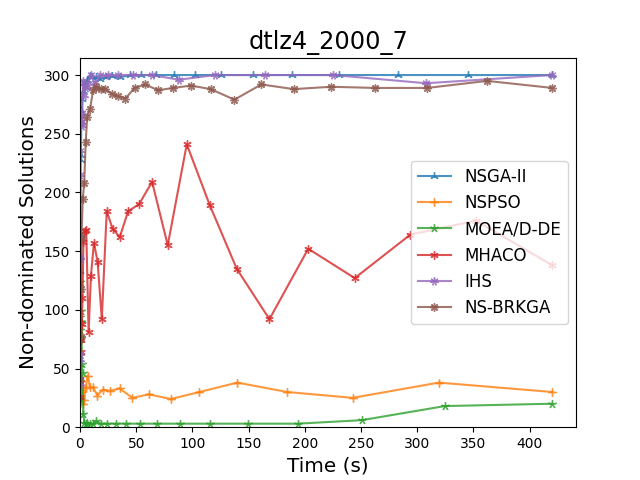 dtlz4_2000_7
Non-dominated Solutions
300
250
200
150
100
50
0
0 50 100 150 200 250 300 350 400
Time (s)
NSGA-II
NSPSO
MOEA/D-DE
MHACO
IHS
NS-BRKGA